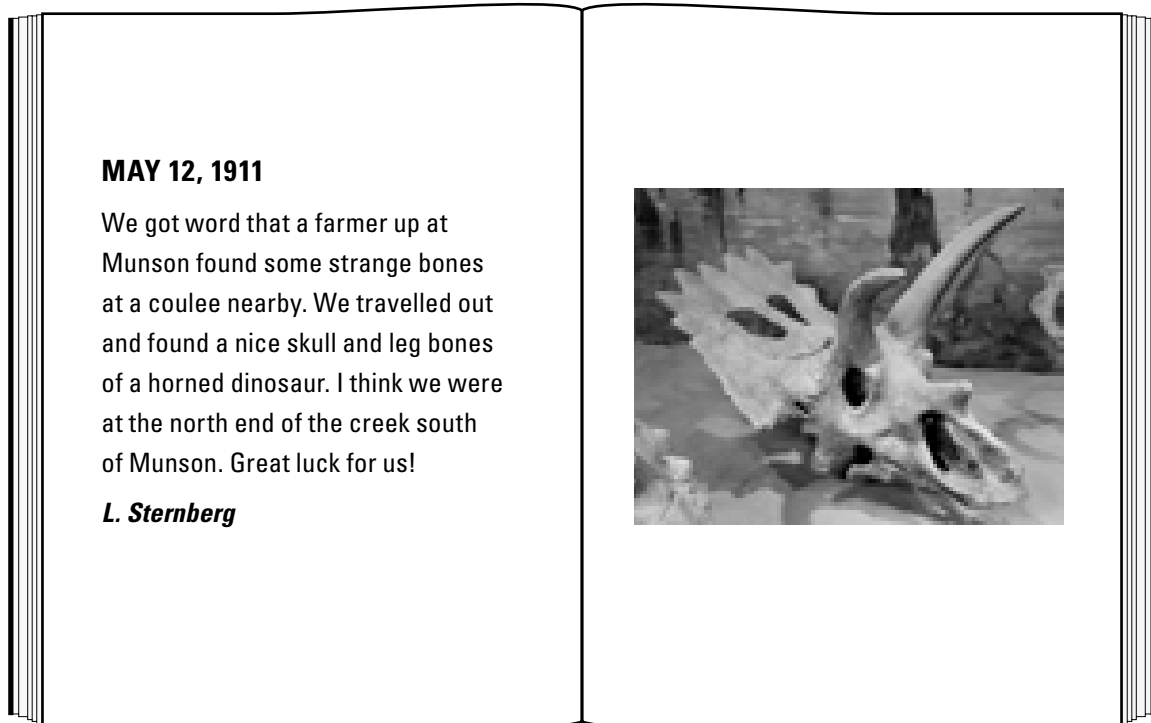 MAY 12, 1911
We got word that a farmer up at
Munson found some strange bones
at a coulee nearby. We travelled out
and found a nice skull and leg bones
of a horned dinosaur. I think we were
at the north end of the creek south
of Munson. Great luck for us!
L. Sternberg